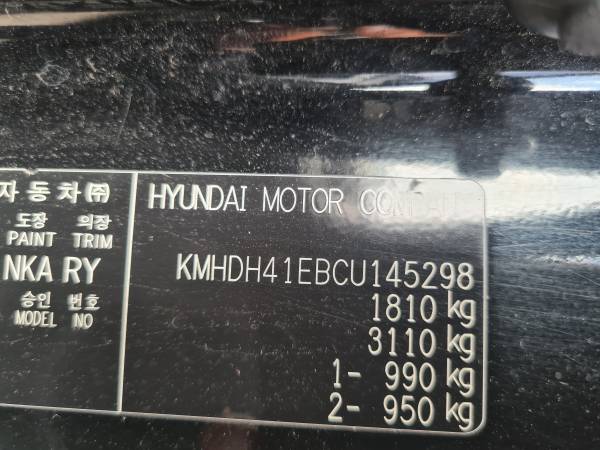 자동차㈜
도장 의장
PAINT TRIM
NKA RY
승인 번호
MODEL NO
HYUNDAI MOTOR COMPANY
KMHDH41EBCU145298
1810 kg
3110 kg
1- 990 kg
2- 950 kg